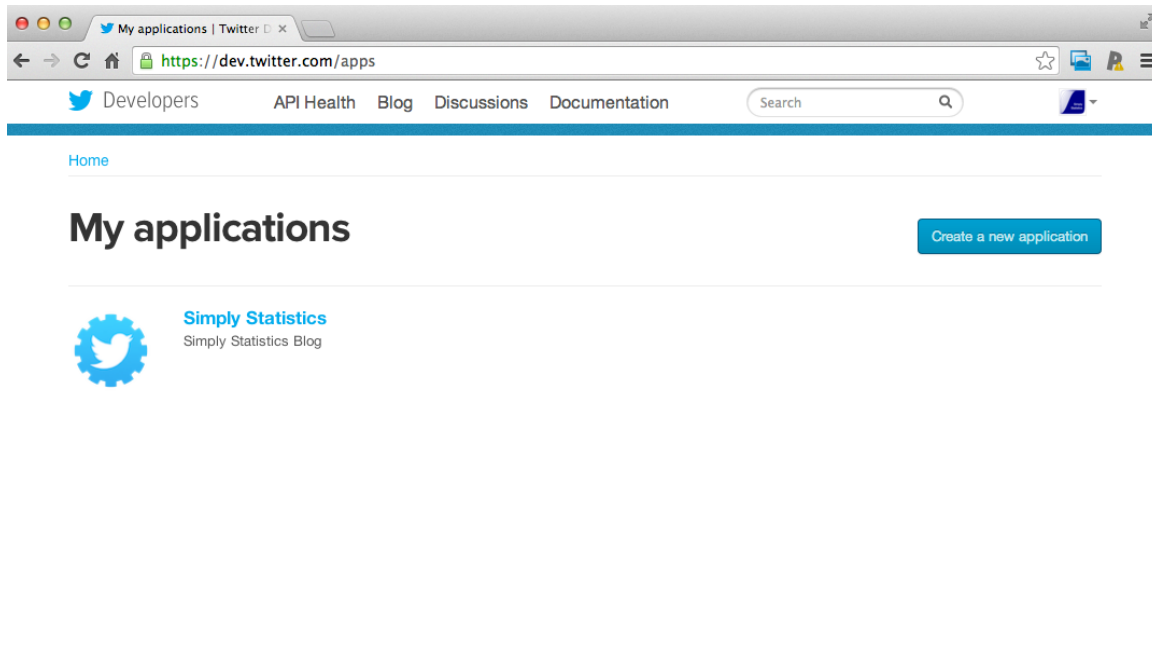 My applications | Twitter D
https://dev.twitter.com/apps
Developers API Health Blog Discussions Documentation Search
Home
My applications
Create a new application
Simply Statistics
Simply Statistics Blog